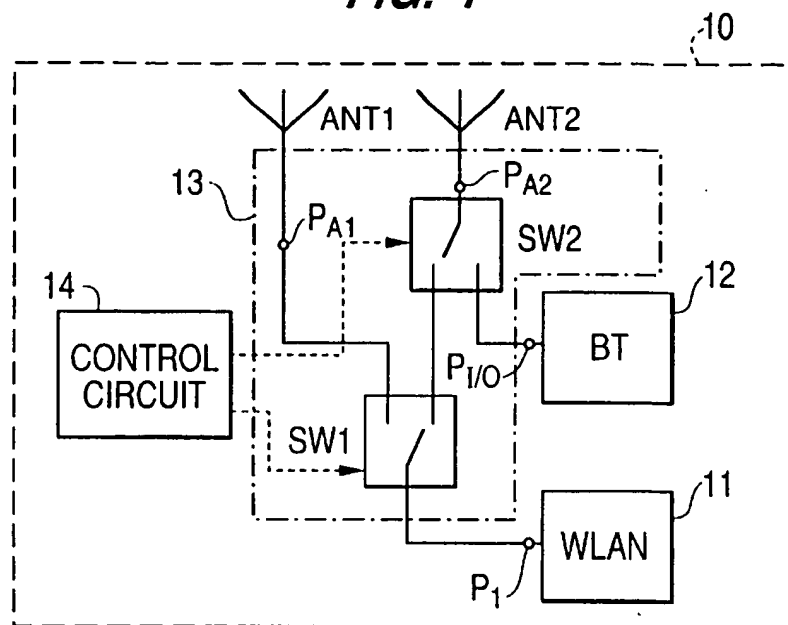 FIG. 1
10
ANT1
ANT2
13
PA1
PA2
SW2
14
CONTROL
CIRCUIT
12
BT
PI/O
SW1
11
WLAN
P1